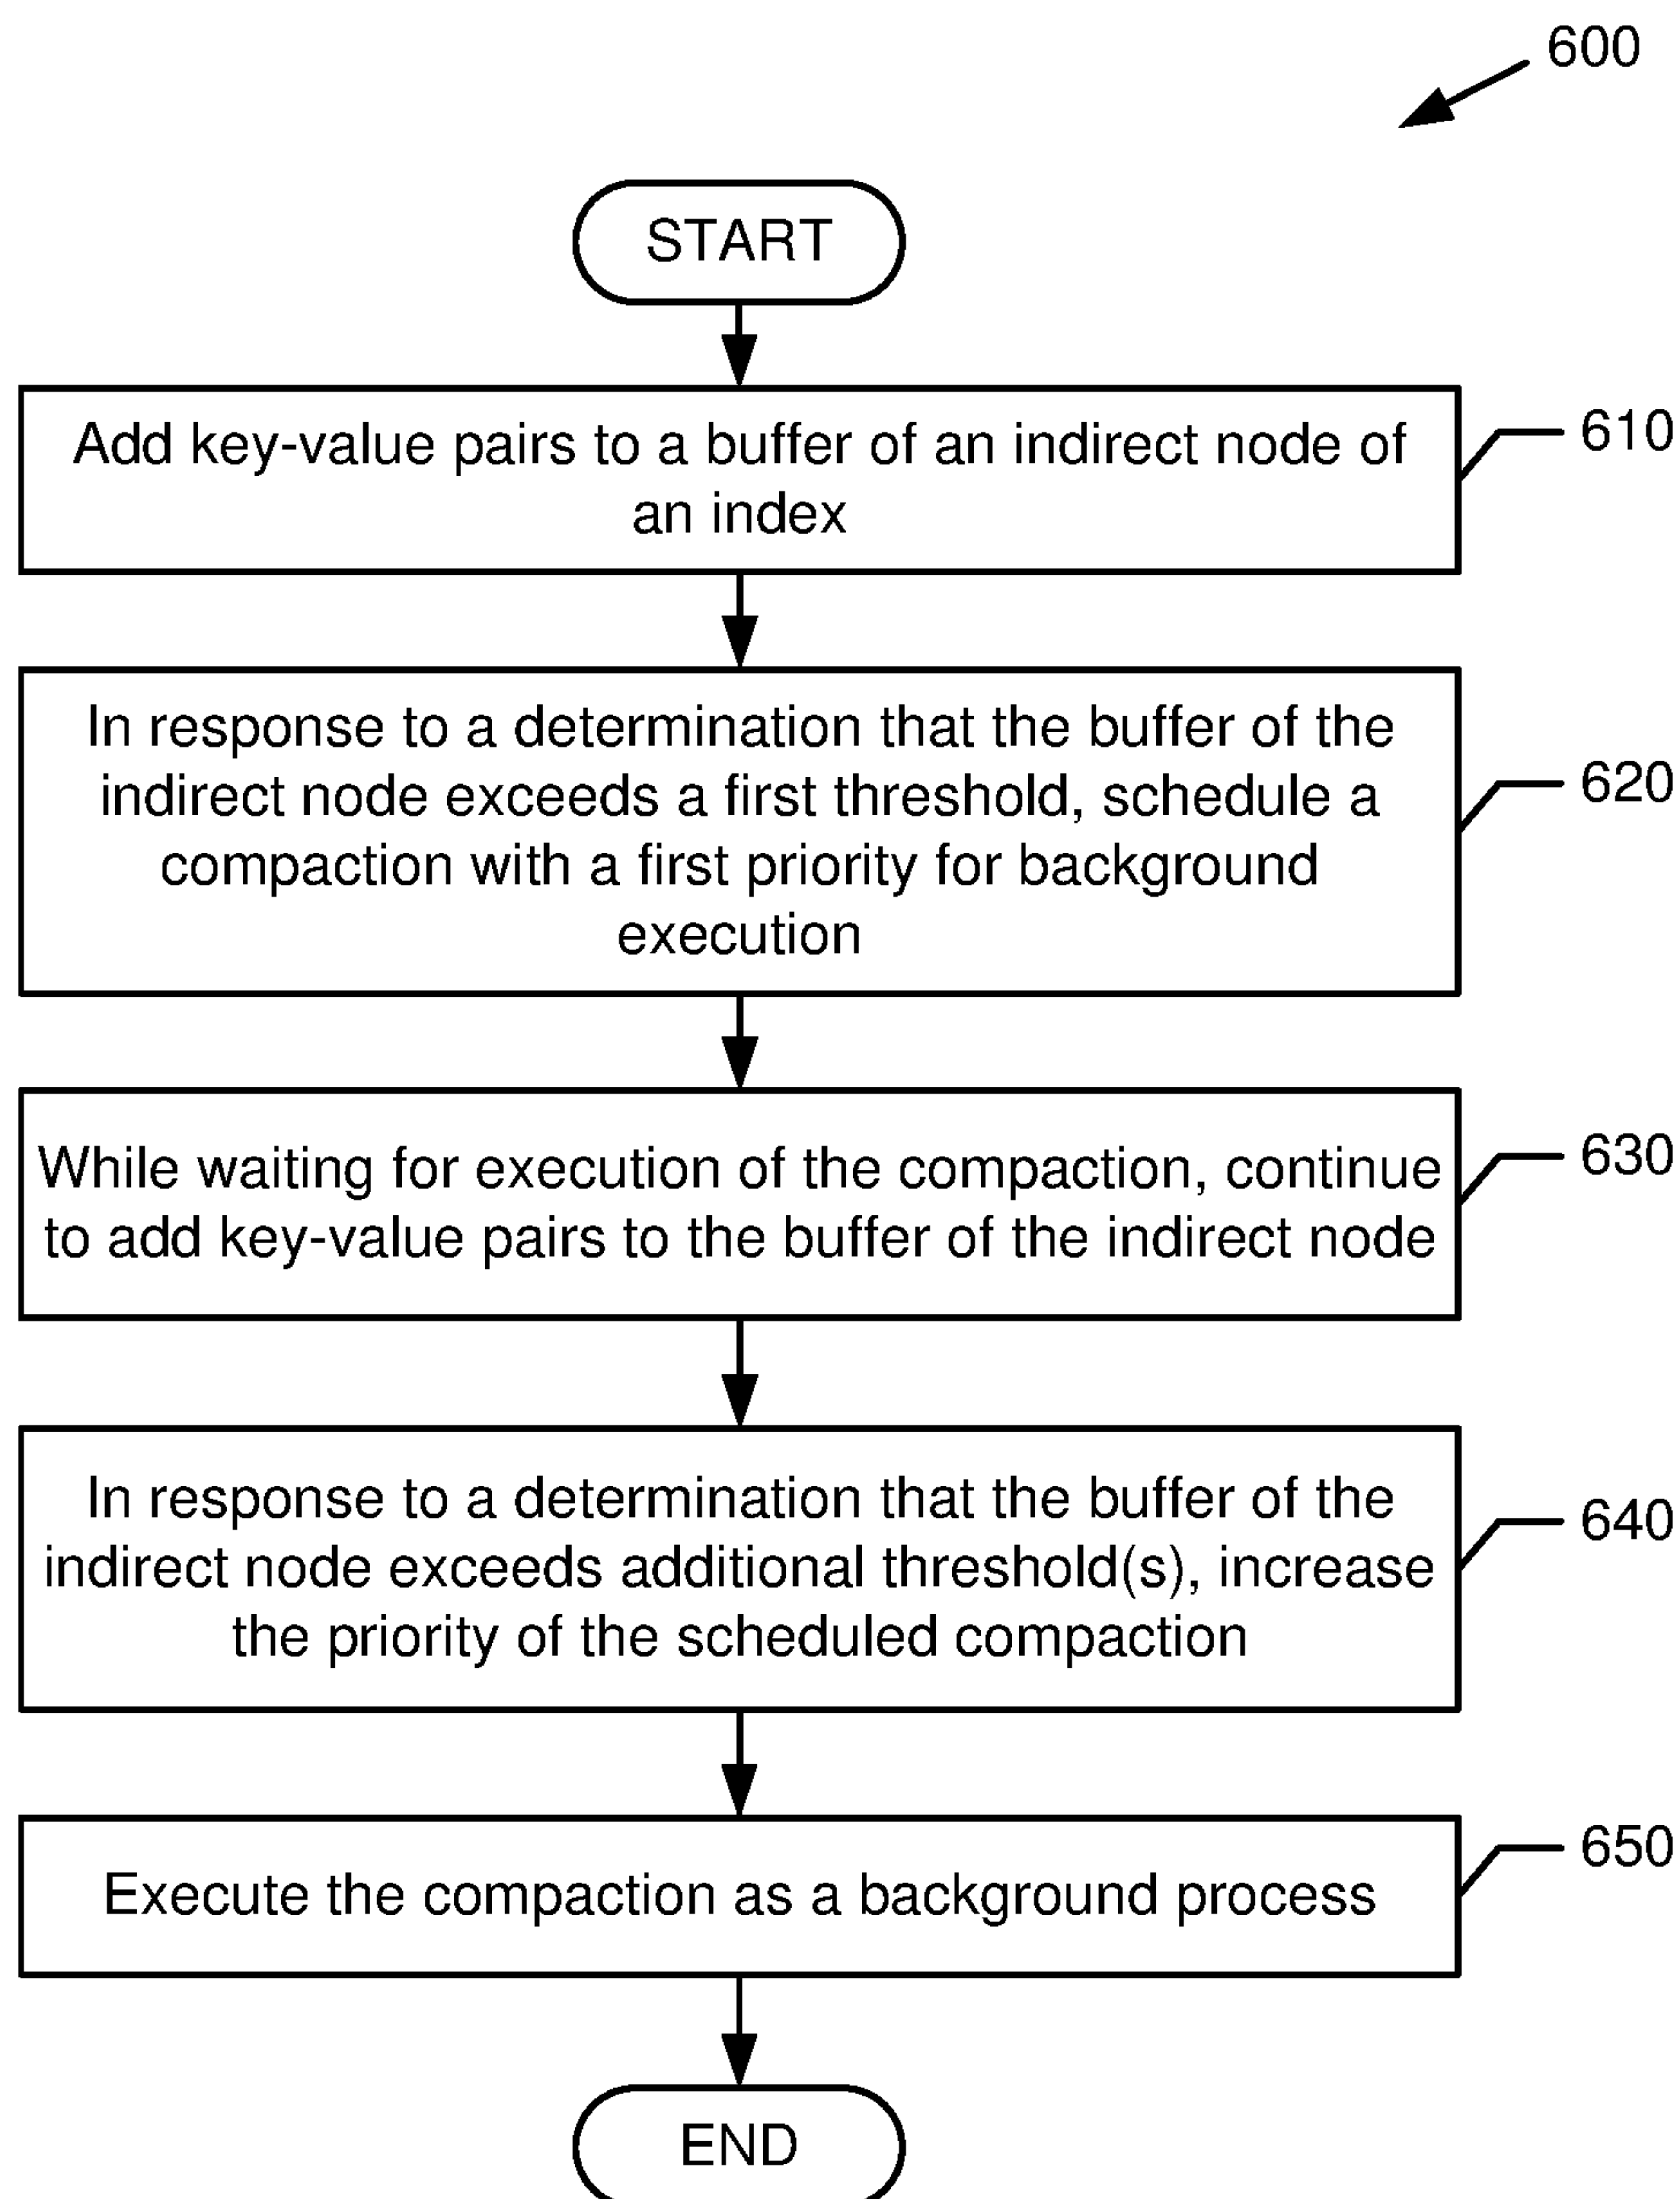 600
START
Add key-value pairs to a buffer of an indirect node of
an index
610
In response to a determination that the buffer of the
indirect node exceeds a first threshold, schedule a
compaction with a first priority for background
execution
620
While waiting for execution of the compaction, continue
to add key-value pairs to the buffer of the indirect node
630
In response to a determination that the buffer of the
indirect node exceeds additional threshold(s), increase
the priority of the scheduled compaction
640
Execute the compaction as a background process
650
END